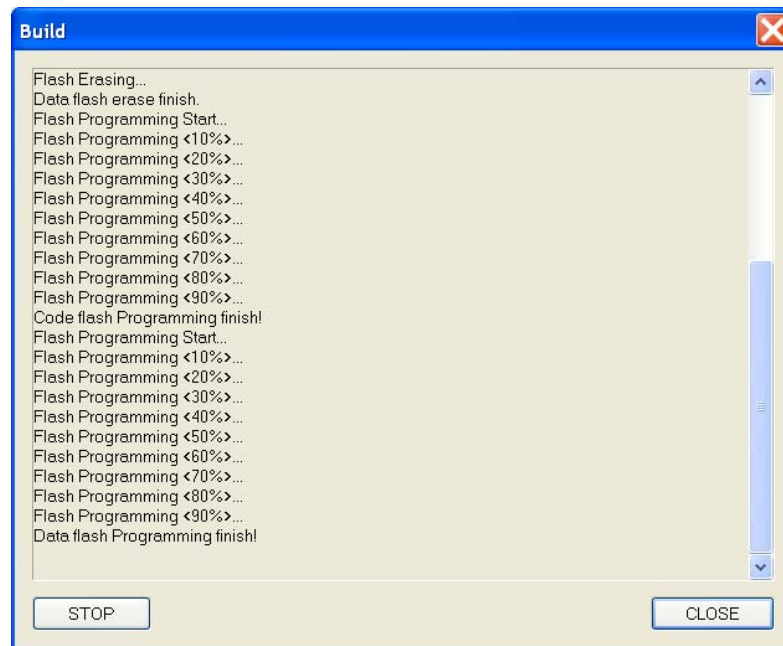 Build
Flash Erasing...
Data flash erase finish.
Flash Programming Start...
Flash Programming <10%>...
Flash Programming <20%>...
Flash Programming <30%>...
Flash Programming <40%>...
Flash Programming <50%>...
Flash Programming <60%>...
Flash Programming <70%>...
Flash Programming <80%>...
Flash Programming <90%>...
Code flash Programming finish!
Flash Programming Start...
Flash Programming <10%>...
Flash Programming <20%>...
Flash Programming <30%>...
Flash Programming <40%>...
Flash Programming <50%>...
Flash Programming <60%>...
Flash Programming <70%>...
Flash Programming <80%>...
Flash Programming <90%>...
Data flash Programming finish!
STOP CLOSE